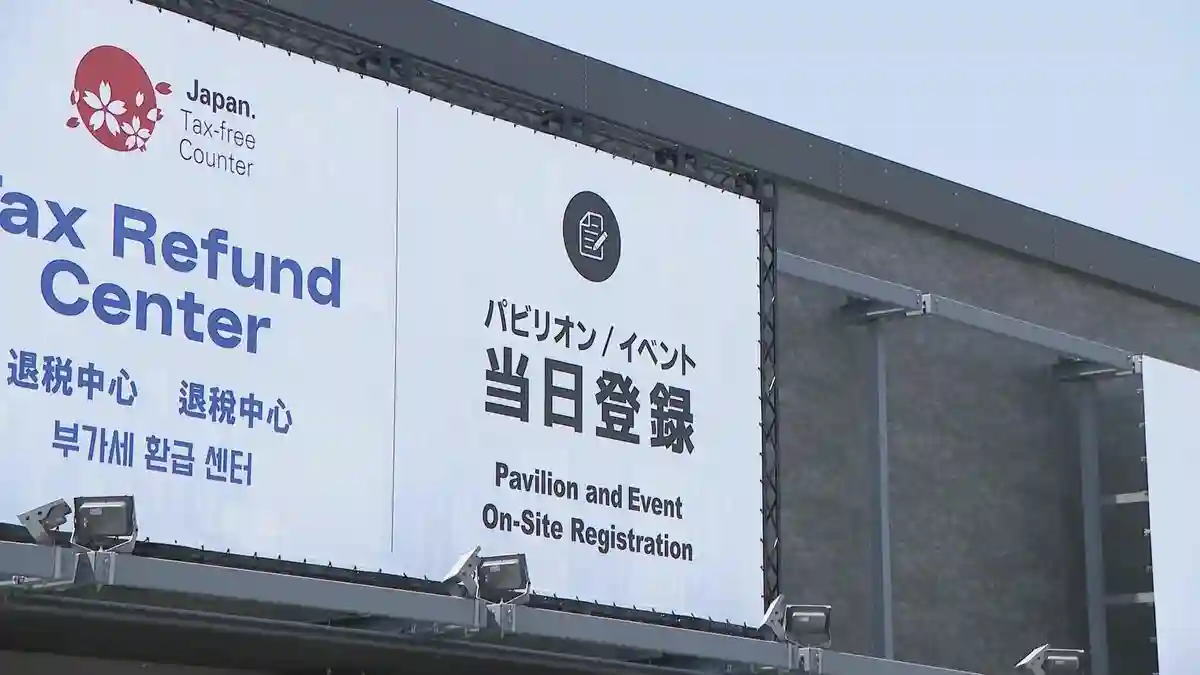 Japan.
Tax-free
Counter
Tax Refund
Center
退税中心 退稅中心
부가세 환급 센터
パビリオン / イベント
当日登録
Pavilion and Event
On-Site Registration